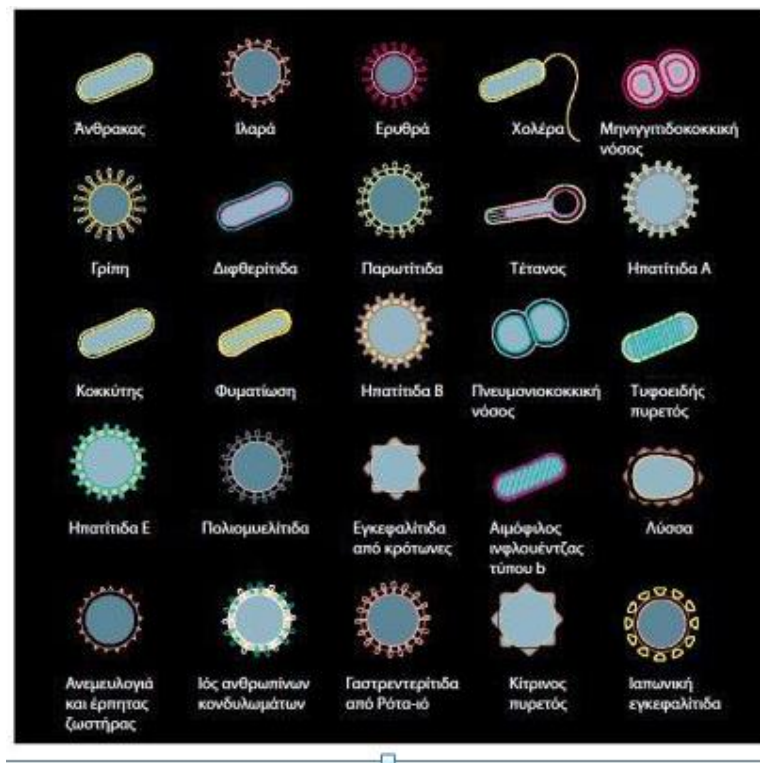 Άνθρακας
Ιλαρά
Ερυθρά
Χολέρα
Μηνιγγιτιδοκοκκική
νόσος
Γρίπη
Διφθερίτιδα
Παρωτίτιδα
Τέτανος
Ηπατίτιδα Α
Κοκκύτης
Φυματίωση
Ηπατίτιδα Β
Πνευμονιοκοκκική
νόσος
Τυφοειδής
πυρετός
Ηπατίτιδα Ε
Πολιομυελίτιδα
Εγκεφαλίτιδα
από κρότωνες
Αιμόφιλος
ινφλουέντζας
τύπου b
Λύσσα
Ανεμευλογιά
και έρπητας
ζωστήρας
Ιός ανθρωπίνων
κονδυλωμάτων
Γαστρεντερίτιδα
από Ρότα-ιό
Κίτρινος
πυρετός
Ιαπωνική
εγκεφαλίτιδα